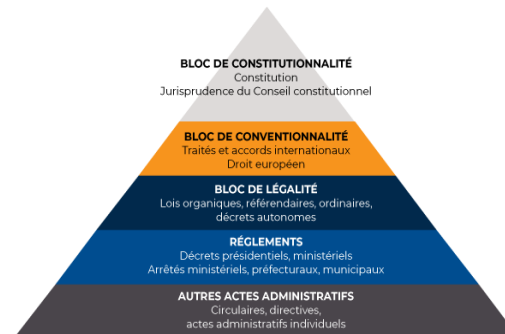 BLOC DE CONSTITUTIONNALITÉ
Constitution
Jurisprudence du Conseil constitutionnel
BLOC DE CONVENTIONNALITÉ
Traités et accords internationaux
Droit européen
BLOC DE LÉGALITÉ
Lois organiques, référendaires, ordinaires,
décrets autonomes
RÉGLEMENTS
Décrets présidentiels, ministériels
Arrêtés ministériels, préfecturaux, municipaux
AUTRES ACTES ADMINISTRATIFS
Circulaires, directives,
actes administratifs individuels